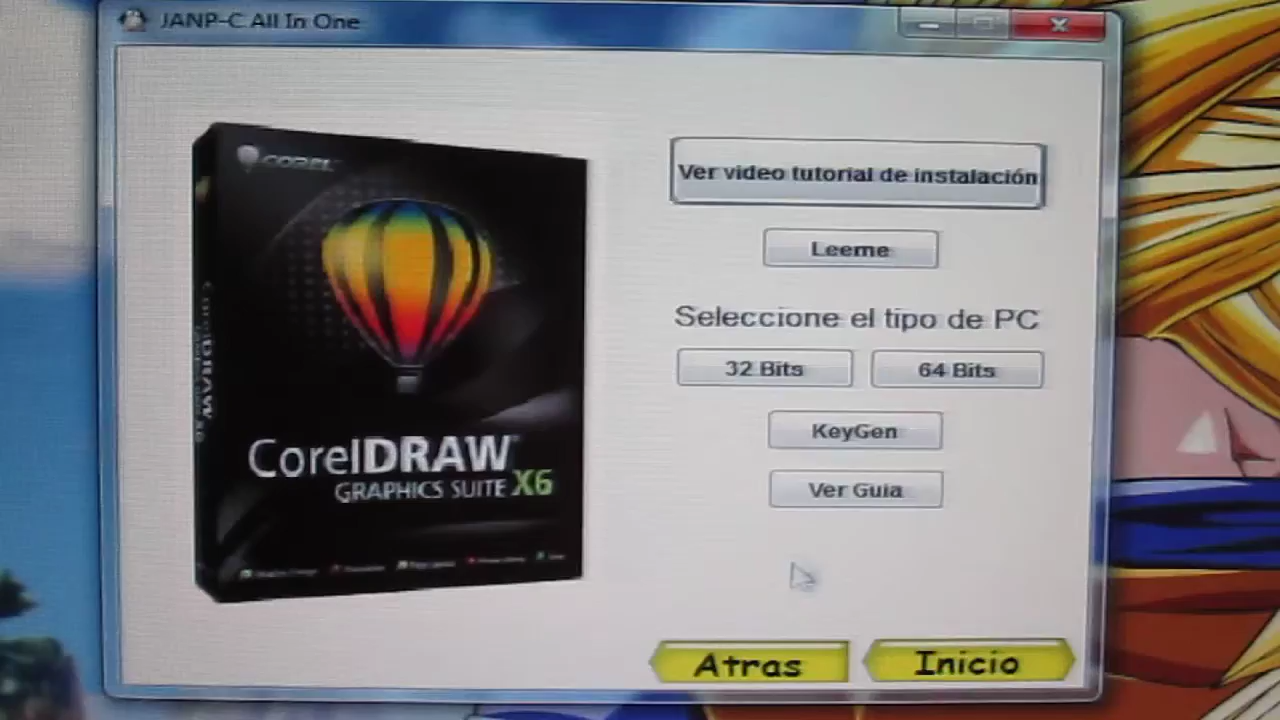 JANP-C All In One
COREL
CorelDRAW
GRAPHICS SUITE X6
Ver video tutorial de instalación
Leeme
Seleccione el tipo de PC
32 Bits
64 Bits
KeyGen
Ver Guia
Atras
Inicio